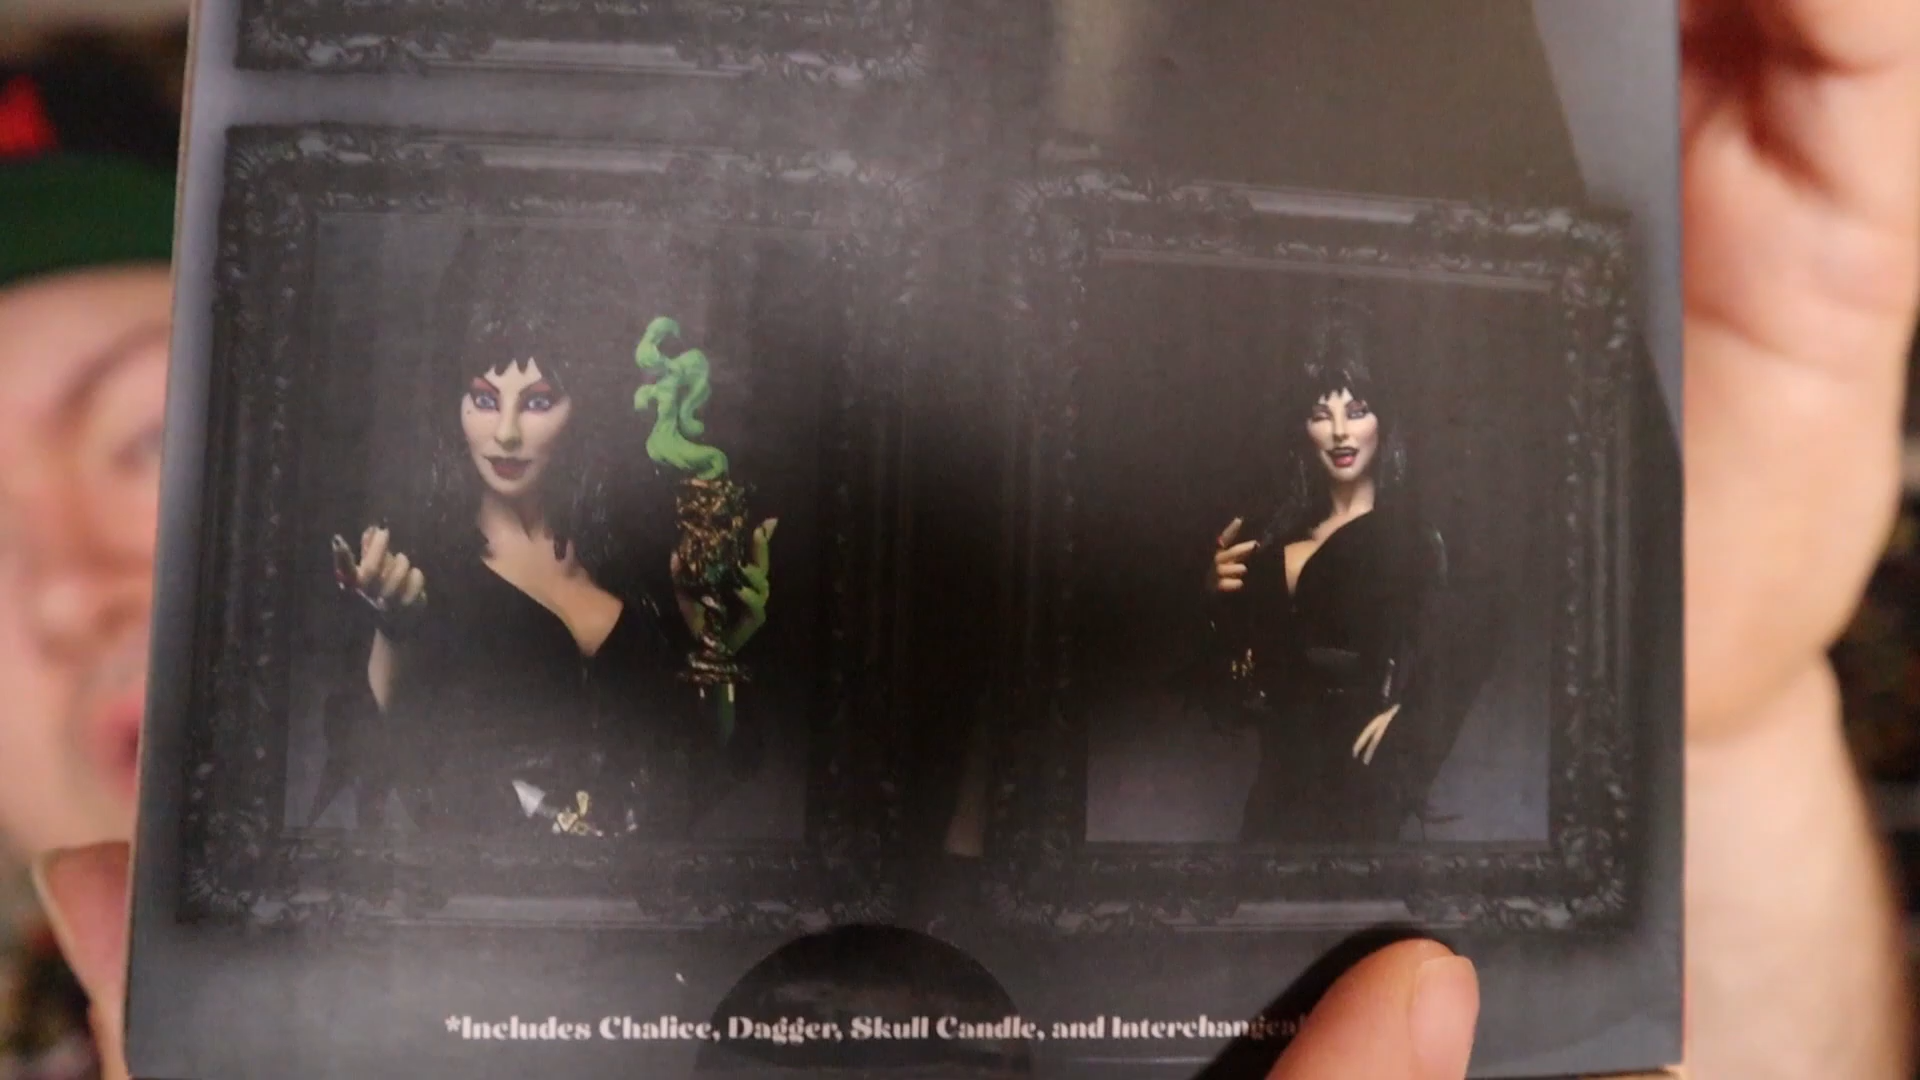 *Includes Chalice, Dagger, Skull Candle, and